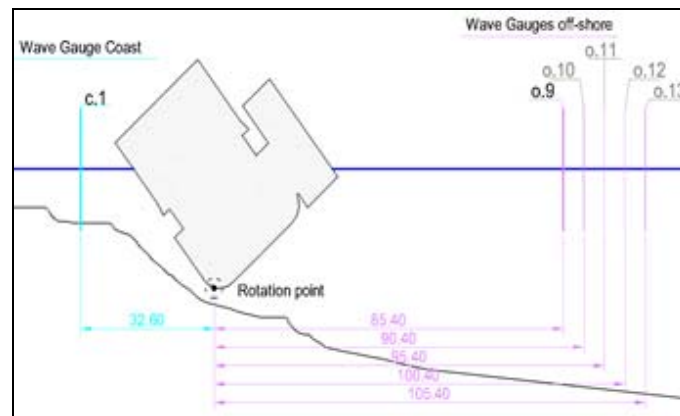 Wave Gauges off-shore
Wave Gauge Coast
o.11
o.10
o.12
c.1
o.9
o.13
Rotation point
32.60
85.40
90.40
95.40
100.40
105.40